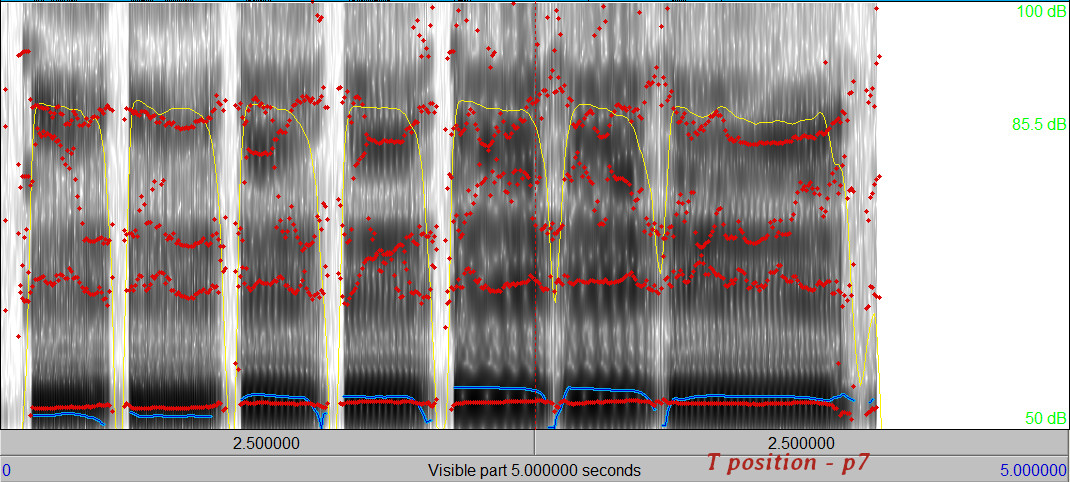 100 dB
85.5 dB
50 dB
2.500000 2.500000
0 Visible part 5.000000 seconds 5.000000
T position - p7